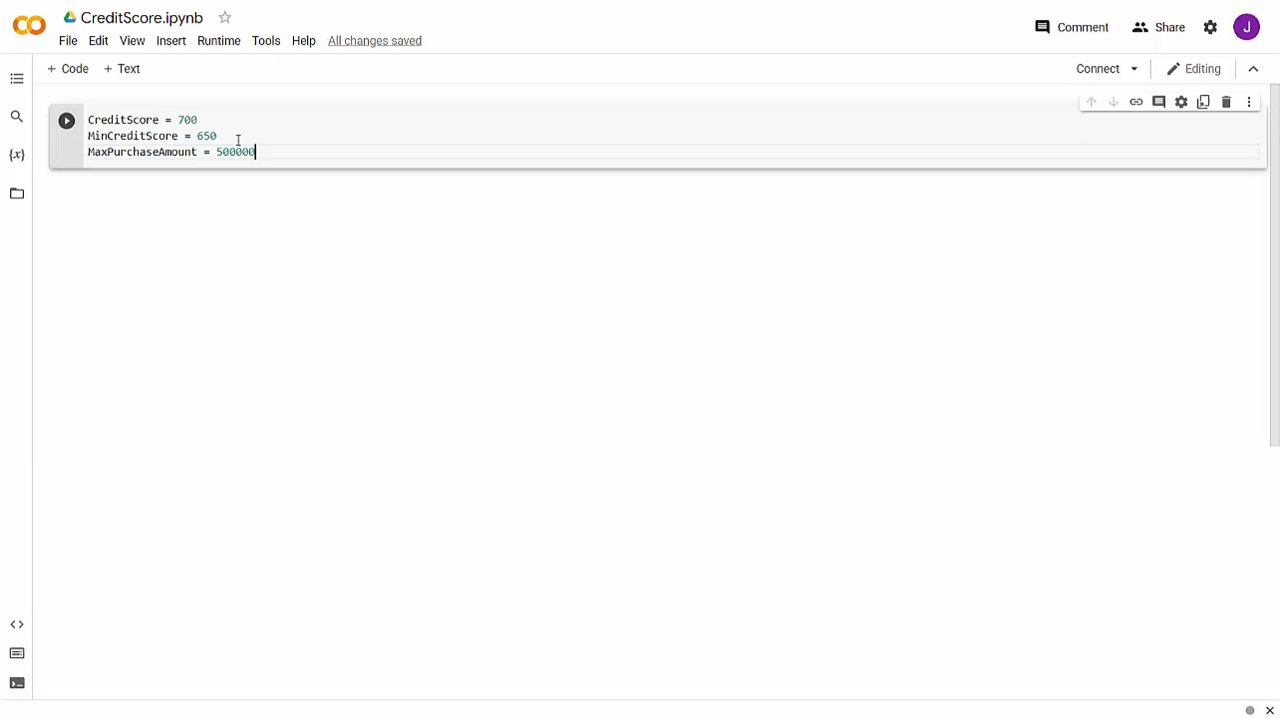 CreditScore.ipynb
File Edit View Insert Runtime Tools Help All changes saved
Comment Share J
+ Code + Text
Connect Editing
{x}
CreditScore = 700
MinCreditScore = 650
MaxPurchaseAmount = 500000